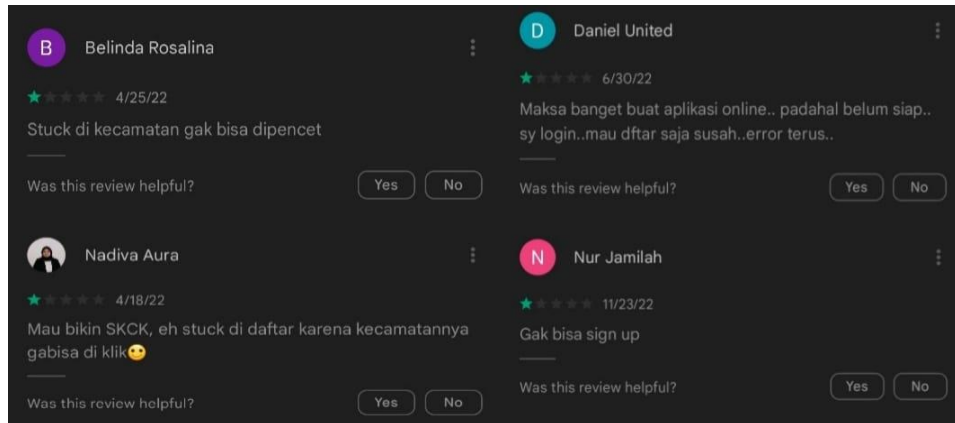 B
Belinda Rosalina
4/25/22
Stuck di kecamatan gak bisa dipencet
Was this review helpful?
Yes
No
D
Daniel United
6/30/22
Maksa banget buat aplikasi online.. padahal belum siap..
sy login..mau dftar saja susah..error terus..
Was this review helpful?
Yes
No
Nadiva Aura
4/18/22
Mau bikin SKCK, eh stuck di daftar karena kecamatannya
gabisa di klik😶
Was this review helpful?
Yes
No
N
Nur Jamilah
11/23/22
Gak bisa sign up
Was this review helpful?
Yes
No